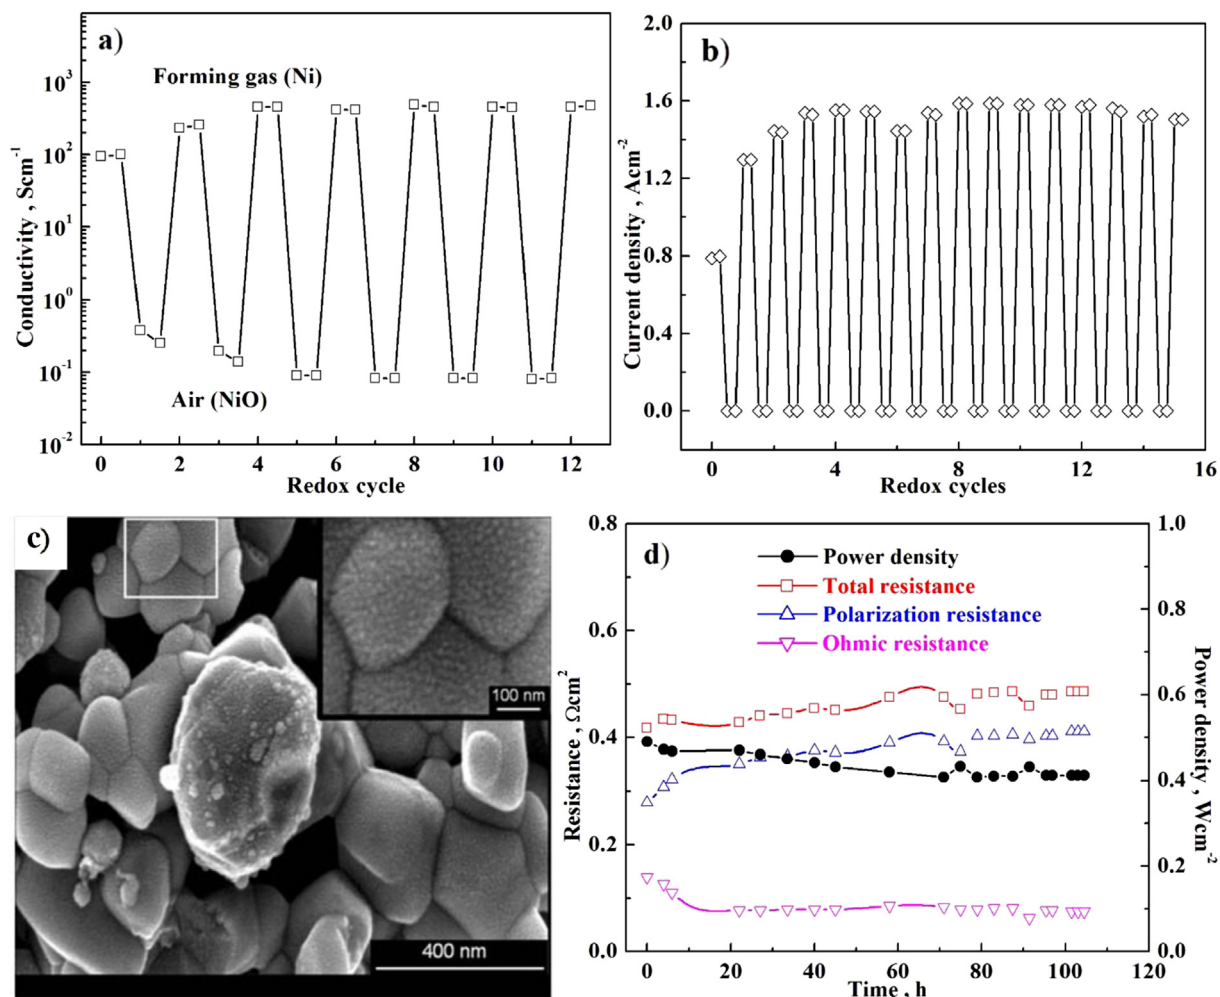 a)
Forming gas (Ni)
Air (NiO)
Conductivity , Scm⁻¹
10³
10²
10¹
10⁰
10⁻¹
10⁻²
0 2 4 6 8 10 12
Redox cycle
b)
Current density , Acm⁻²
2.0
1.6
1.2
0.8
0.4
0.0
0 4 8 12 16
Redox cycles
c)
100 nm
400 nm
d)
Power density
Total resistance
Polarization resistance
Ohmic resistance
Resistance , Ωcm²
0.8
0.6
0.4
0.2
0.0
Power density , Wcm⁻²
1.0
0.8
0.6
0.4
0.2
0.0
0 20 40 60 80 100 120
Time , h